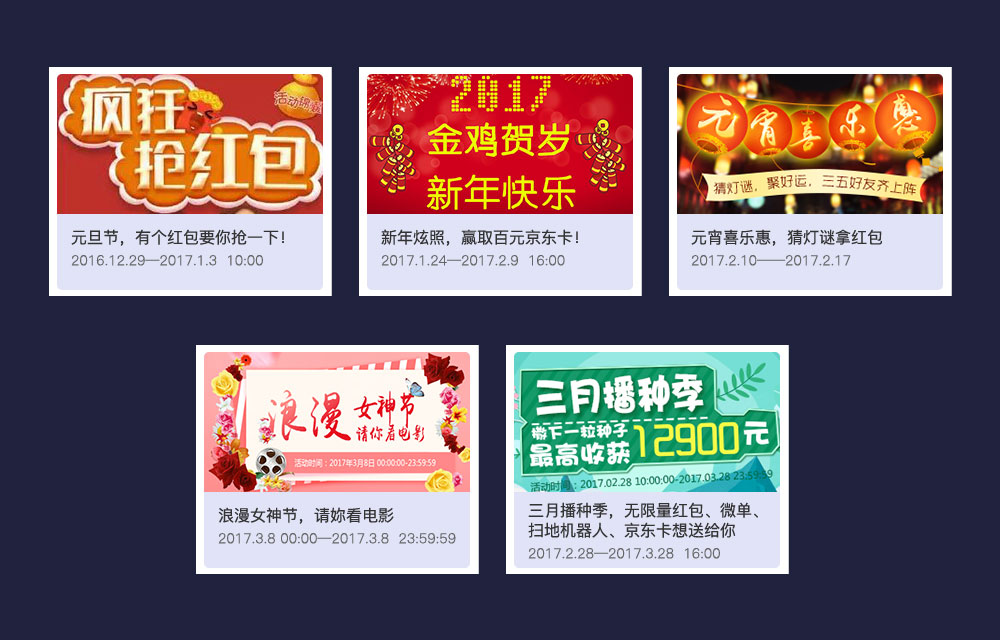 疯狂
抢红包
元旦节，有个红包要你抢一下！
2016.12.29—2017.1.3 10:00
2017
金鸡贺岁
新年快乐
新年炫照，赢取百元京东卡！
2017.1.24—2017.2.9 16:00
元宵喜乐惠
猜灯谜，聚好运，三五好友齐上阵
元宵喜乐惠，猜灯谜拿红包
2017.2.10——2017.2.17
浪漫女神节
请你看电影
活动时间：2017年3月8日 00:00:00-23:59:59
浪漫女神节，请妳看电影
2017.3.8 00:00—2017.3.8 23:59:59
三月播种季
撒下一粒种子
最高收获12900元
活动时间：2017.02.28 10:00:00-2017.03.28 23:59:59
三月播种季，无限量红包、微单、
扫地机器人、京东卡想送给你
2017.2.28—2017.3.28 16:00